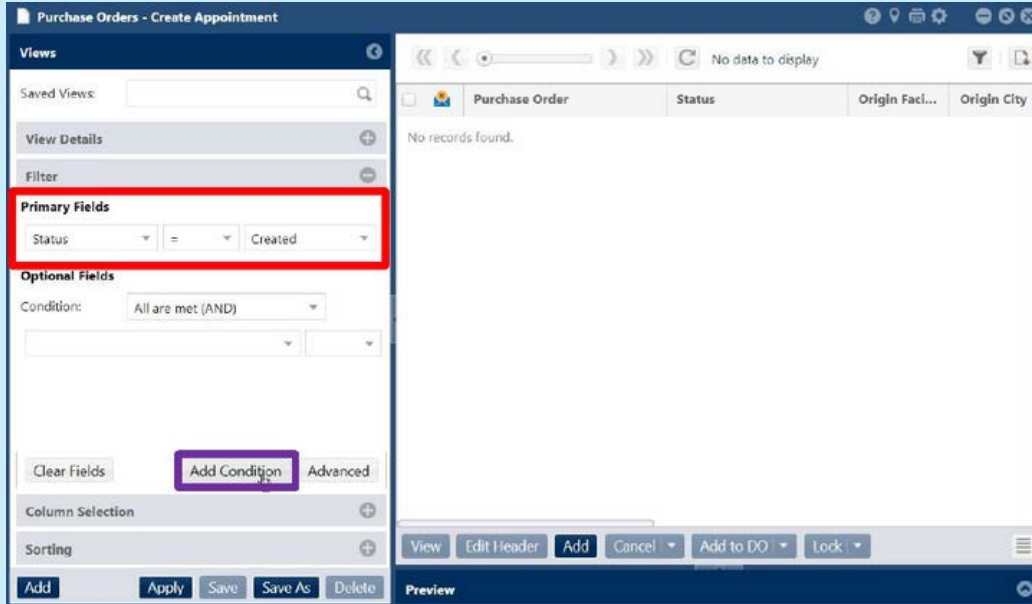 Purchase Orders - Create Appointment
Views
Saved Views:
View Details
Filter
Primary Fields
Status = Created
Optional Fields
Condition: All are met (AND)
Clear Fields Add Condition Advanced
Column Selection
Sorting
Add Apply Save Save As Delete
No data to display
Purchase Order Status Origin Faci... Origin City
No records found.
View Edit Header Add Cancel Add to DO Lock
Preview